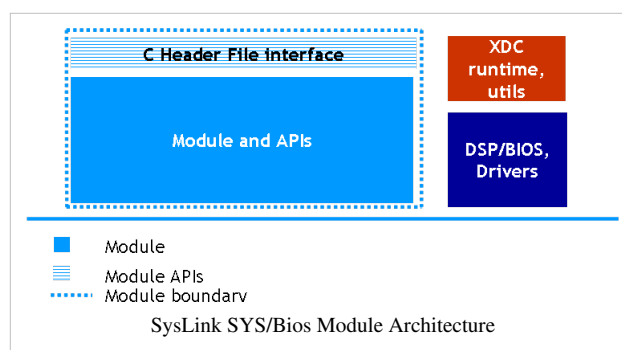 C Header File interface
Module and APIs
XDC
runtime,
utils
DSP/BIOS,
Drivers
Module
Module APIs
Module boundary
SysLink SYS/Bios Module Architecture